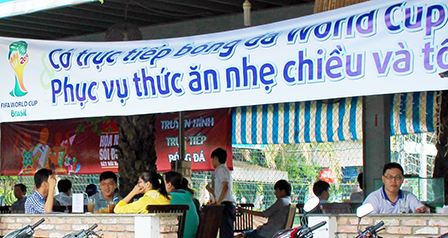 Có trực tiếp bóng đá World Cup
Phục vụ thức ăn nhẹ chiều và
FIFA WORLD CUP
Brasil
TRUYỀN HÌNH
TRỰC TIẾP
BÓNG ĐÁ